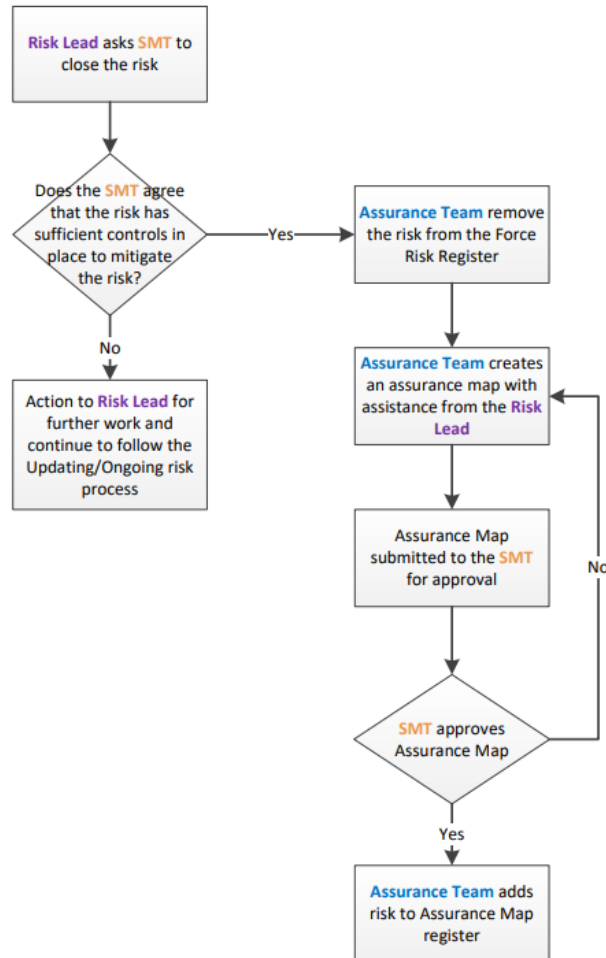 Risk Lead asks SMT to
close the risk
Does the SMT agree
that the risk has
sufficient controls in
place to mitigate
the risk?
Yes
Assurance Team remove
the risk from the Force
Risk Register
No
Action to Risk Lead for
further work and
continue to follow the
Updating/Ongoing risk
process
Assurance Team creates
an assurance map with
assistance from the Risk
Lead
Assurance Map
submitted to the SMT
for approval
No
SMT approves
Assurance Map
Yes
Assurance Team adds
risk to Assurance Map
register